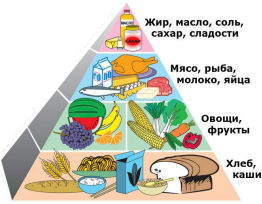 Жир, масло, соль,
сахар, сладости
Мясо, рыба,
молоко, яйца
Овощи,
фрукты
Хлеб,
каши